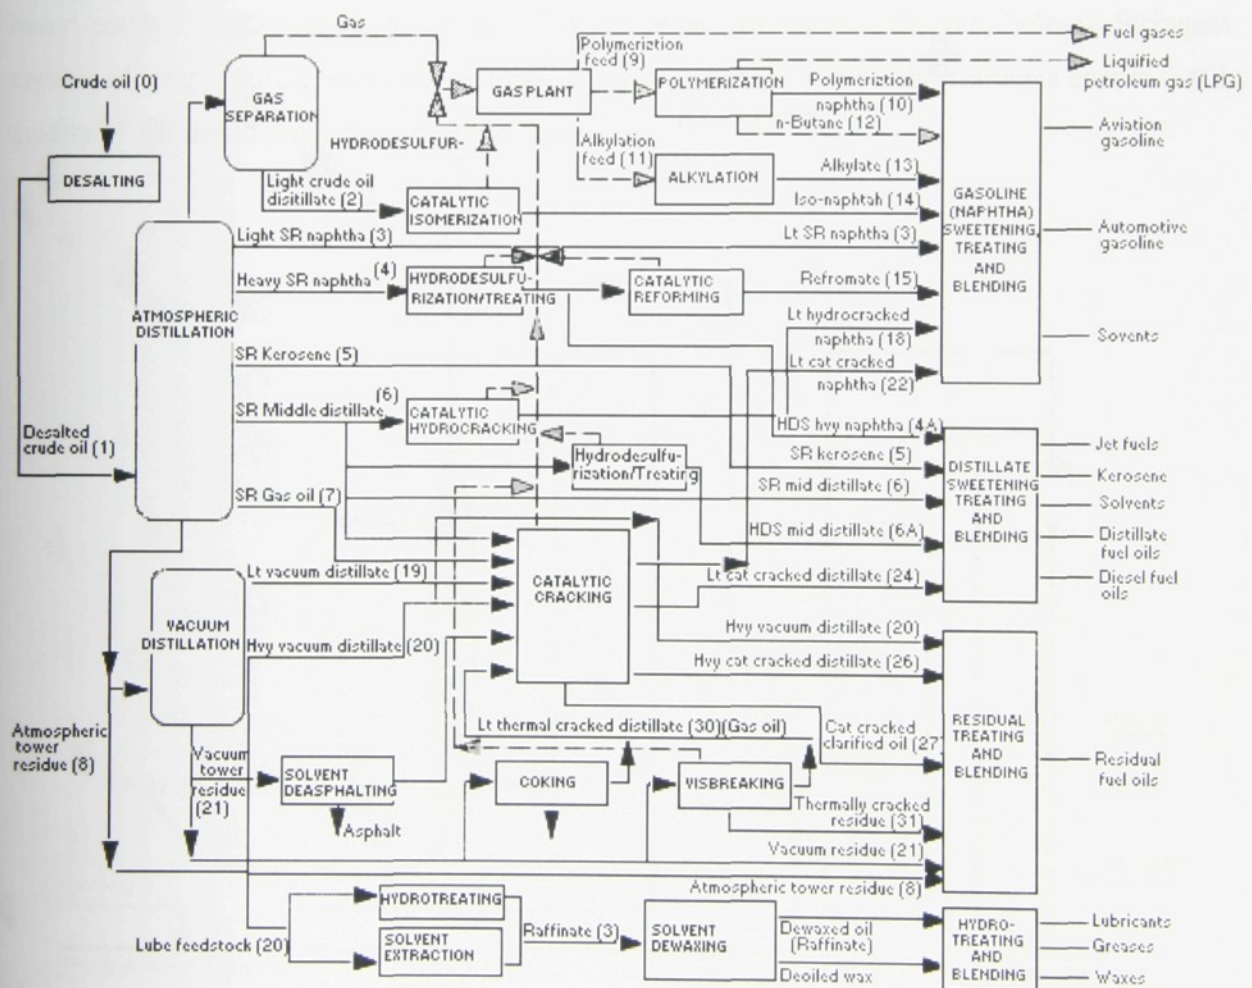 Gas
Fuel gases
Polymeriztion
feed (9)
Liquified
petroleum gas (LPG)
Crude oil (0)
GAS
SEPARATION
GAS PLANT
POLYMERIZATION
Polymeriztion
naphtha (10)
n-Butane (12)
Aviation
gasoline
HYDRODESULFUR-
Alkylation
feed (11)
DESALTING
Light crude oil
disitillate (2)
CATALYTIC
ISOMERIZATION
ALKYLATION
Alkylate (13)
Iso-naphtah (14)
GASOLINE
(NAPHTHA)
SWEETENING,
TREATING
AND
BLENDING
Light SR naphtha (3)
Lt SR naphtha (3)
Automotive
gasoline
Heavy SR naphtha (4)
HYDRODESULFU-
RIZATION/TREATING
CATALYTIC
REFORMING
Refromate (15)
ATMOSPHERIC
DISTILLATION
Lt hydrocracked
naphtha (18)
Sovents
SR Kerosene (5)
Lt cat cracked
naphtha (22)
(6)
SR Middle distillate
CATALYTIC
HYDROCRACKING
HDS hvy naphtha (4A)
Desalted
crude oil (1)
Hydrodesulfu-
rization/Treating
SR kerosene (5)
DISTILLATE
SWEETENING
TREATING
AND
BLENDING
Jet fuels
Kerosene
Solvents
Distillate
fuel oils
Diesel fuel
oils
SR Gas oil (7)
SR mid distillate (6)
HDS mid distillate (6A)
Lt vacuum distillate (19)
CATALYTIC
CRACKING
Lt cat cracked distillate (24)
VACUUM
DISTILLATION
Hvy vacuum distillate (20)
Hvy vacuum distillate (20)
Hvy cat cracked distillate (26)
Lt thermal cracked distillate (30)(Gas oil)
Cat cracked
clarified oil (27
RESIDUAL
TREATING
AND
BLENDING
Residual
fuel oils
Atmospheric
tower
residue (8)
Vacuum
tower
residue
(21)
SOLVENT
DEASPHALTING
COKING
VISBREAKING
Asphalt
Thermally cracked
residue (31)
Vacuum residue (21)
Atmospheric tower residue (8)
HYDROTREATING
Lube feedstock (20)
SOLVENT
EXTRACTION
Raffinate (3)
SOLVENT
DEWAXING
Dewaxed oil
(Raffinate)
Deoiled wax
HYDRO-
TREATING
AND
BLENDING
Lubricants
Greases
Waxes